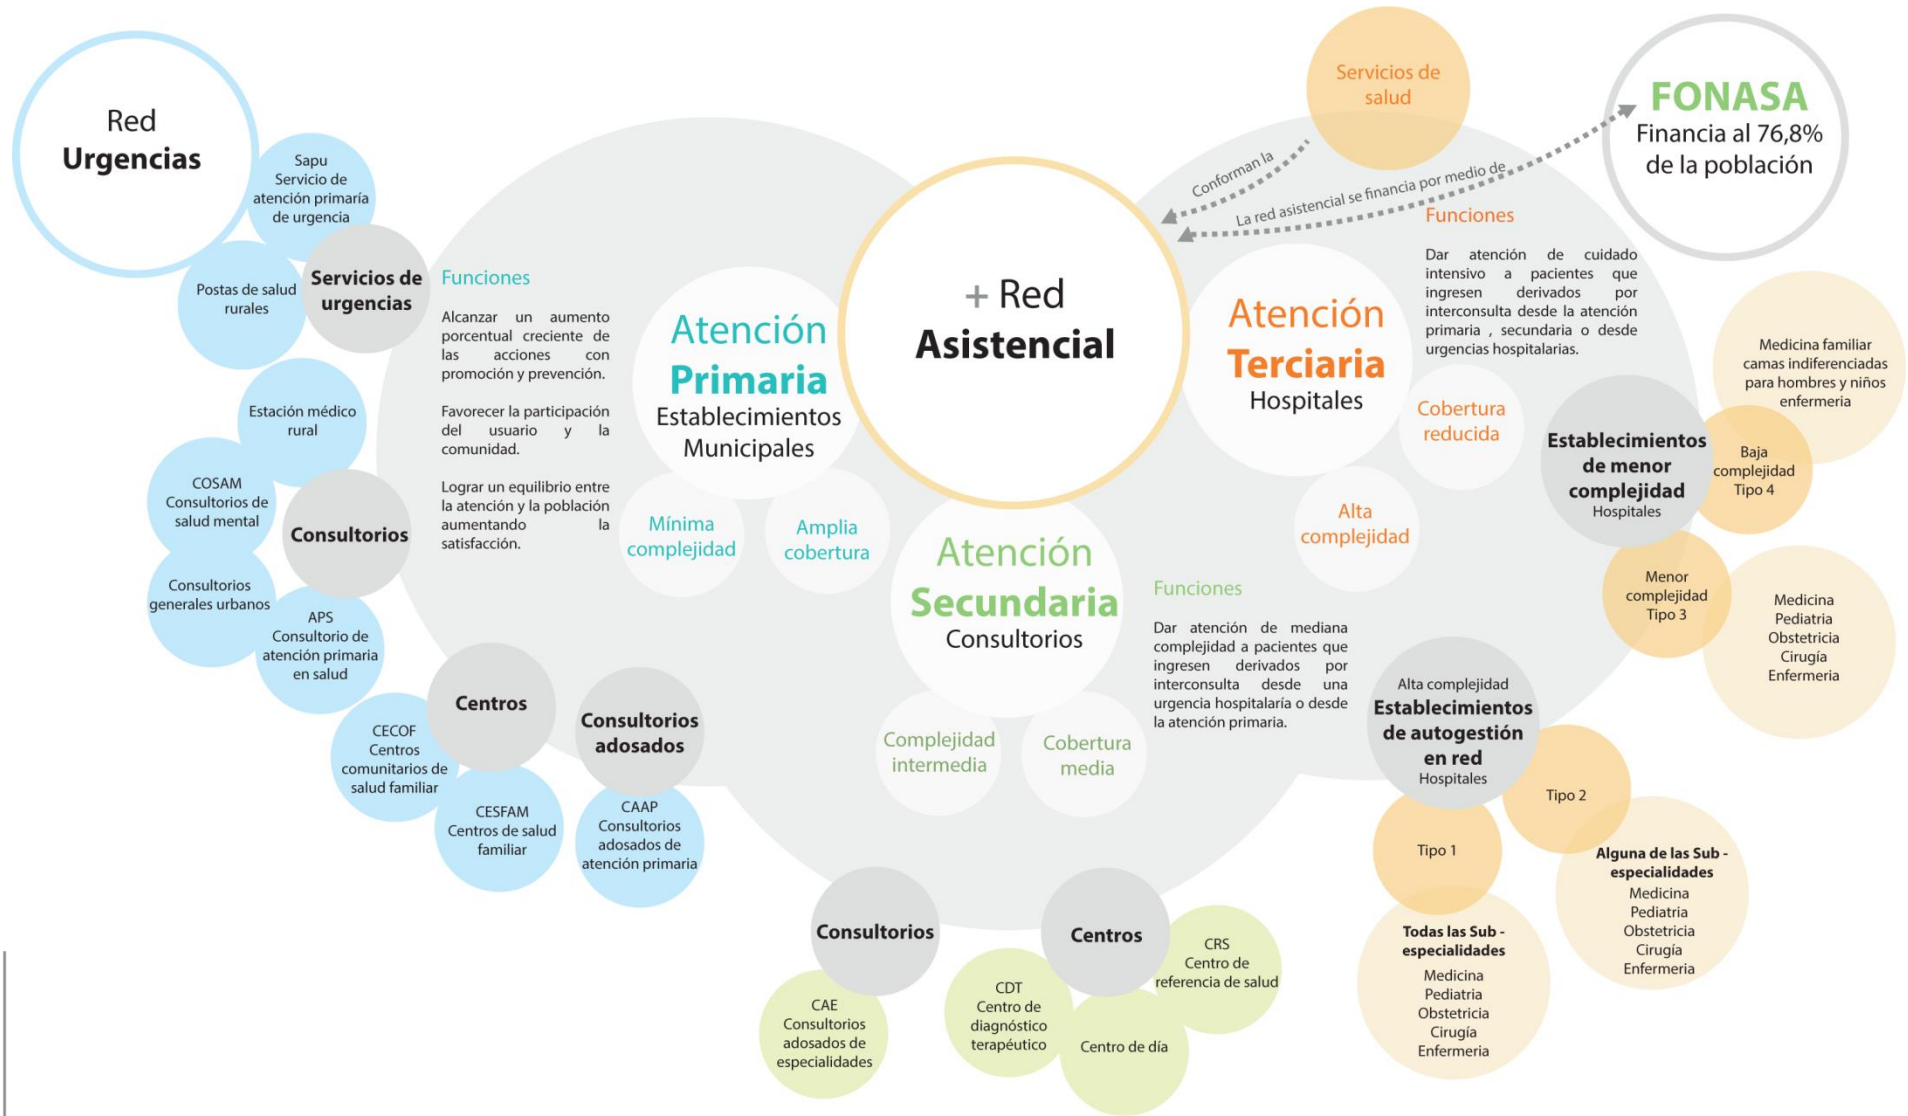 Red
Urgencias
Sapu
Servicio de
atención primaría
de urgencia
Postas de salud
rurales
Servicios de
urgencias
Estación médico
rural
COSAM
Consultorios de
salud mental
Consultorios
Consultorios
generales urbanos
APS
Consultorio de
atención primaria
en salud
CECOF
Centros
comunitarios de
salud familiar
Centros
CESFAM
Centros de salud
familiar
Consultorios
adosados
CAAP
Consultorios
adosados de
atención primaria
Funciones
Alcanzar un aumento
porcentual creciente de
las acciones con
promoción y prevención.
Favorecer la participación
del usuario y la
comunidad.
Lograr un equilibrio entre
la atención y la población
aumentando la
satisfacción.
Atención
Primaria
Establecimientos
Municipales
Mínima
complejidad
Amplia
cobertura
+ Red
Asistencial
Atención
Secundaria
Consultorios
Complejidad
intermedia
Cobertura
media
Funciones
Dar atención de mediana
complejidad a pacientes que
ingresen derivados por
interconsulta desde una
urgencia hospitalaría o desde
la atención primaria.
Consultorios
CAE
Consultorios
adosados de
especialidades
Centros
CDT
Centro de
diagnóstico
terapéutico
Centro de día
CRS
Centro de
referencia de salud
Servicios de
salud
Conforman la
La red asistencial se financia por medio de
FONASA
Financia al 76,8%
de la población
Atención
Terciaria
Hospitales
Cobertura
reducida
Alta
complejidad
Funciones
Dar atención de cuidado
intensivo a pacientes que
ingresen derivados por
interconsulta desde la atención
primaria , secundaria o desde
urgencias hospitalarias.
Establecimientos
de menor
complejidad
Hospitales
Medicina familiar
camas indiferenciadas
para hombres y niños
enfermeria
Baja
complejidad
Tipo 4
Menor
complejidad
Tipo 3
Medicina
Pediatria
Obstetricia
Cirugía
Enfermeria
Alta complejidad
Establecimientos
de autogestión
en red
Hospitales
Tipo 2
Alguna de las Sub -
especialidades
Medicina
Pediatria
Obstetricia
Cirugía
Enfermeria
Tipo 1
Todas las Sub -
especialidades
Medicina
Pediatria
Obstetricia
Cirugía
Enfermeria